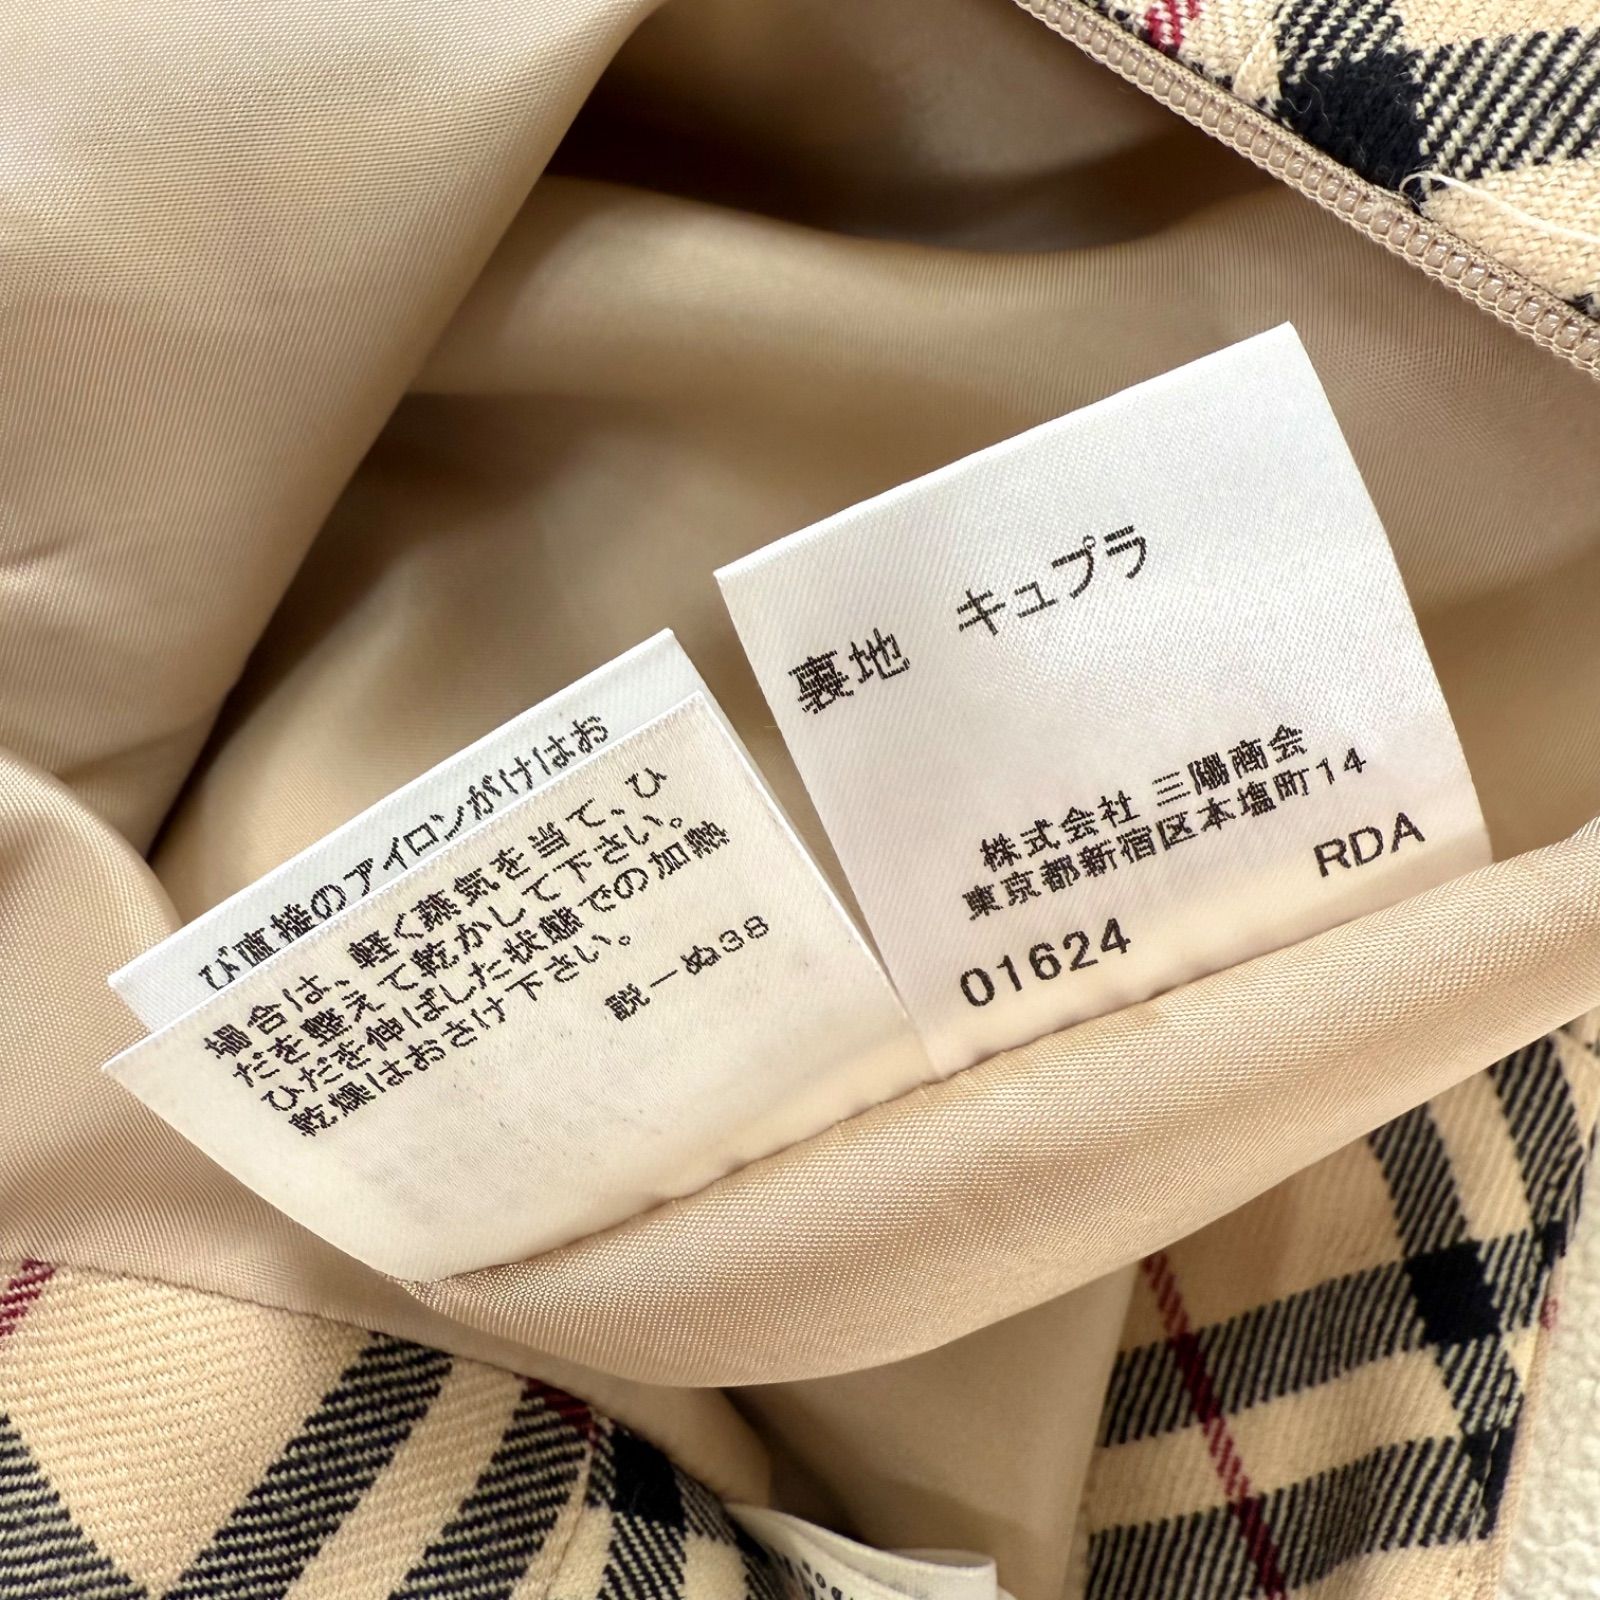 び直接のアイロンがけはお
場合は、軽く蒸気を当て、ひ
だを整えて乾かして下さい。
ひだを伸ばした状態での加熱
乾燥はおさけ下さい。
説ーぬ38
裏地 キュプラ
株式会社 三陽商会
東京都新宿区本塩町14
RDA
01624